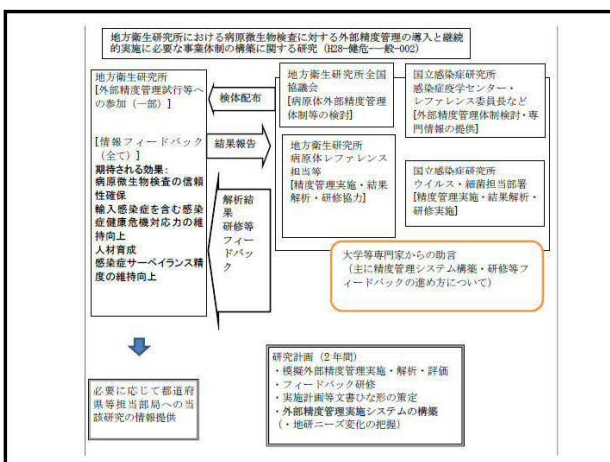 地方衛生研究所における病原微生物検査に対する外部精度管理の導入と継続
的実施に必要な事業体制の構築に関する研究(H28-健危-一般-002)
地方衛生研究所
[外部精度管理試行等へ
の参加(一部)]
[情報フィードバック
(全て)]
期待される効果:
病原微生物検査の信頼
性確保
輸入感染症を含む感染
症健康危機対応力の維
持向上
人材育成
感染症サーベイランス精
度の維持向上
検体配布
結果報告
解析結
果
研修等
フィー
ドバッ
ク
地方衛生研究所全国
協議会
[病原体外部精度管理
体制等の検討]
国立感染症研究所
感染症疫学センター・
レファレンス委員長など
[外部精度管理体制検討・専
門情報の提供]
地方衛生研究所
病原体レファレンス
担当等
[精度管理実施・結果
解析・研修協力]
国立感染症研究所
ウイルス・細菌担当部署
[精度管理実施・結果解析・
研修実施]
大学等専門家からの助言
(主に精度管理システム構築・研修等フ
ィードバックの進め方について)
必要に応じて都道府
県等担当部局への当
該研究の情報提供
研究計画(2年間)
・模擬外部精度管理実施・解析・評価
・フィードバック研修
・実施計画等文書ひな形の策定
・外部精度管理実施システムの構築
(・地研ニーズ変化の把握)